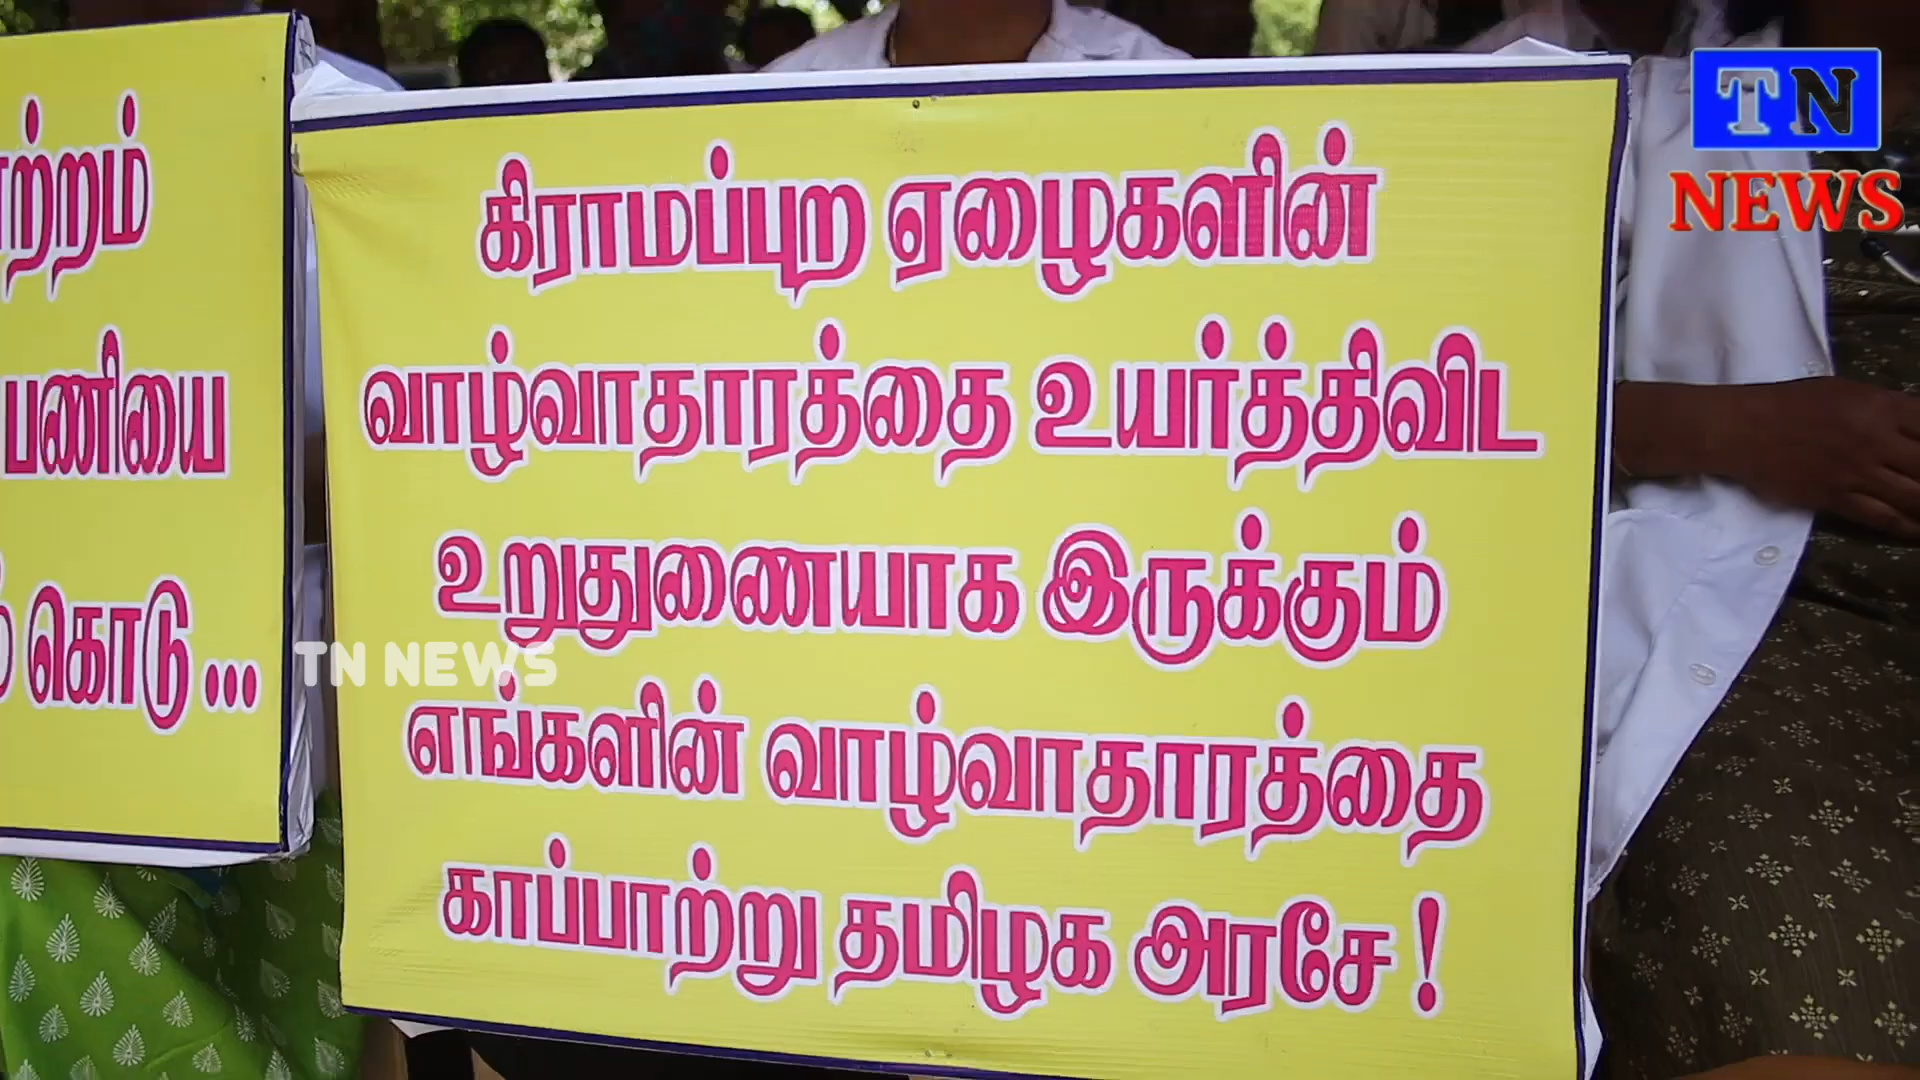 ற்றம்
பணியை
கொடு ...
கிராமப்புற ஏழைகளின்
வாழ்வாதாரத்தை உயர்த்திவிட
உறுதுணையாக இருக்கும்
எங்களின் வாழ்வாதாரத்தை
காப்பாற்று தமிழக அரசே !
TN NEWS
TN
NEWS